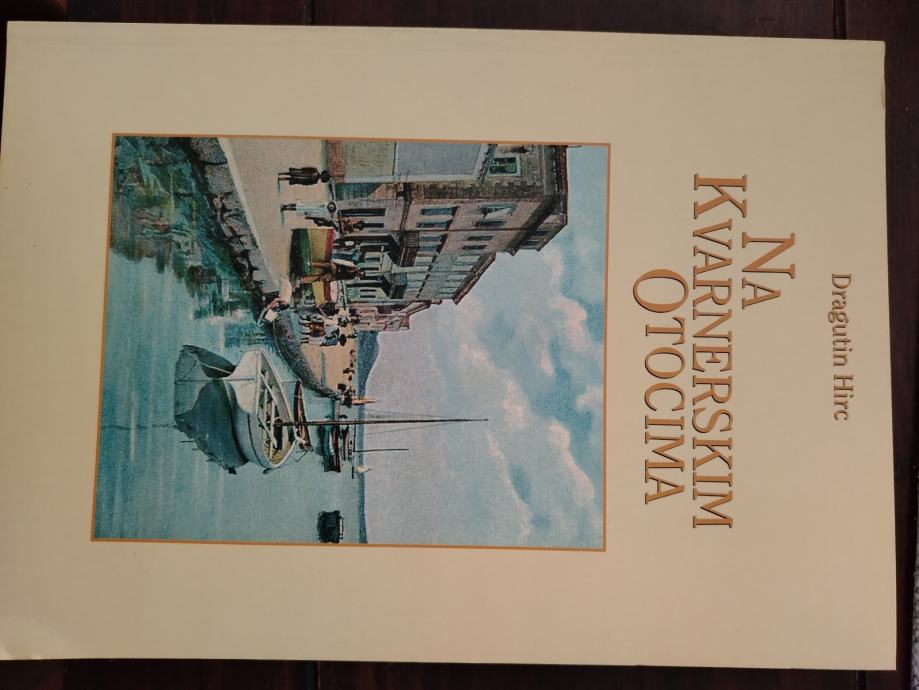 Dragutin Hirc
NA
KVARNERSKIM
OTOCIMA